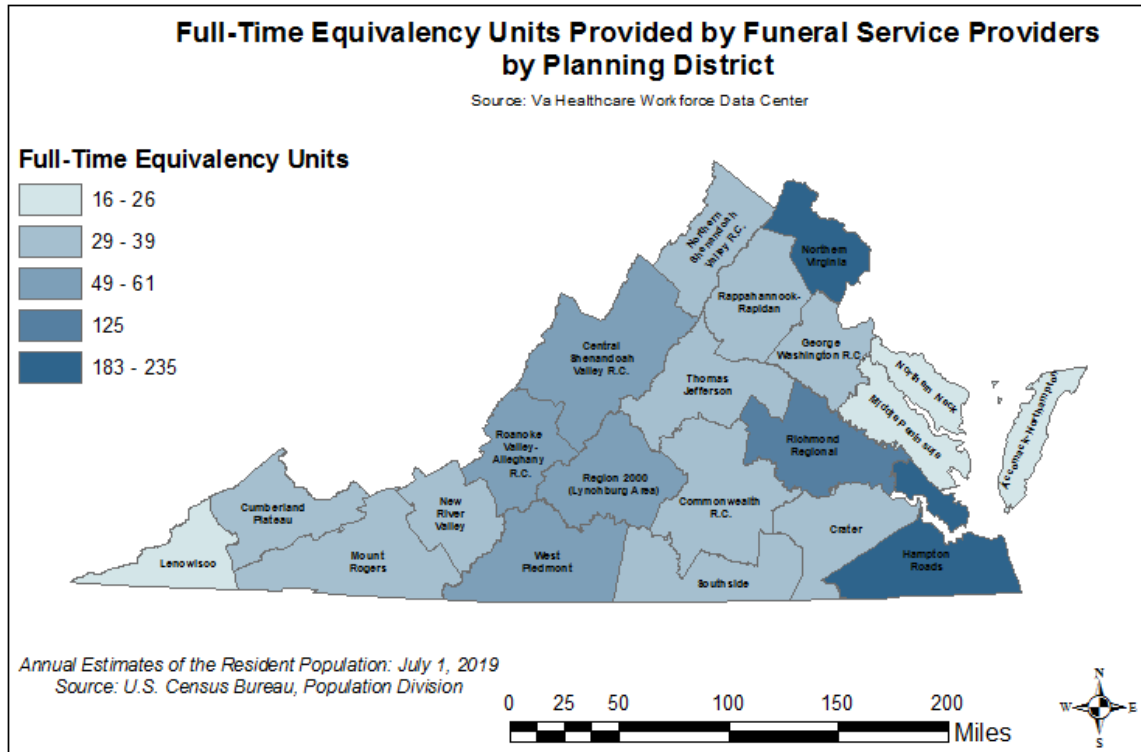 Full-Time Equivalency Units Provided by Funeral Service Providers
by Planning District
Source: Va Healthcare Workforce Data Center
Full-Time Equivalency Units
16 - 26
29 - 39
49 - 61
125
183 - 235
Northern
Shenandoah
Valley R.C.
Northern
Virginia
Rappahannock-
Rapidan
Central
Shenandoah
Valley R.C.
George
Washington R.C.
Thomas
Jefferson
Northern Neck
Middle Peninsula
Accomack-Northampton
Roanoke
Valley-
Alleghany
R.C.
Richmond
Regional
Region 2000
(Lynchburg Area)
Commonwealth
R.C.
Cumberland
Plateau
New
River
Valley
Crater
Lenowisco
Mount
Rogers
West
Piedmont
Southside
Hampton
Roads
Annual Estimates of the Resident Population: July 1, 2019
Source: U.S. Census Bureau, Population Division
0 25 50 100 150 200
Miles
N
W E
S